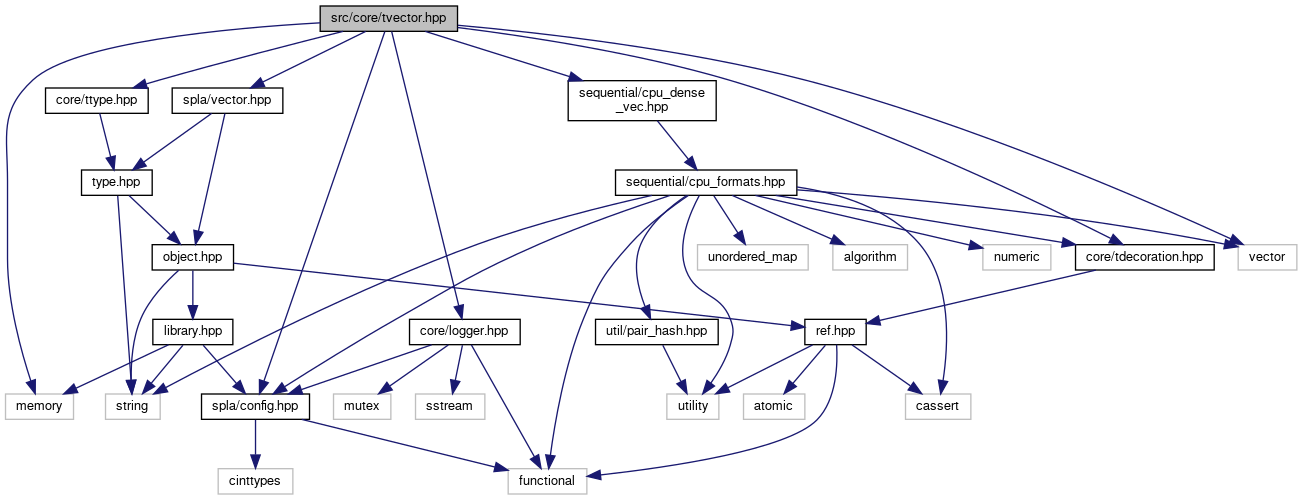 src/core/tvector.hpp
core/ttype.hpp
spla/vector.hpp
sequential/cpu_dense
_vec.hpp
type.hpp
sequential/cpu_formats.hpp
object.hpp
unordered_map
algorithm
numeric
core/tdecoration.hpp
vector
library.hpp
core/logger.hpp
util/pair_hash.hpp
ref.hpp
memory
string
spla/config.hpp
mutex
sstream
utility
atomic
cassert
cinttypes
functional